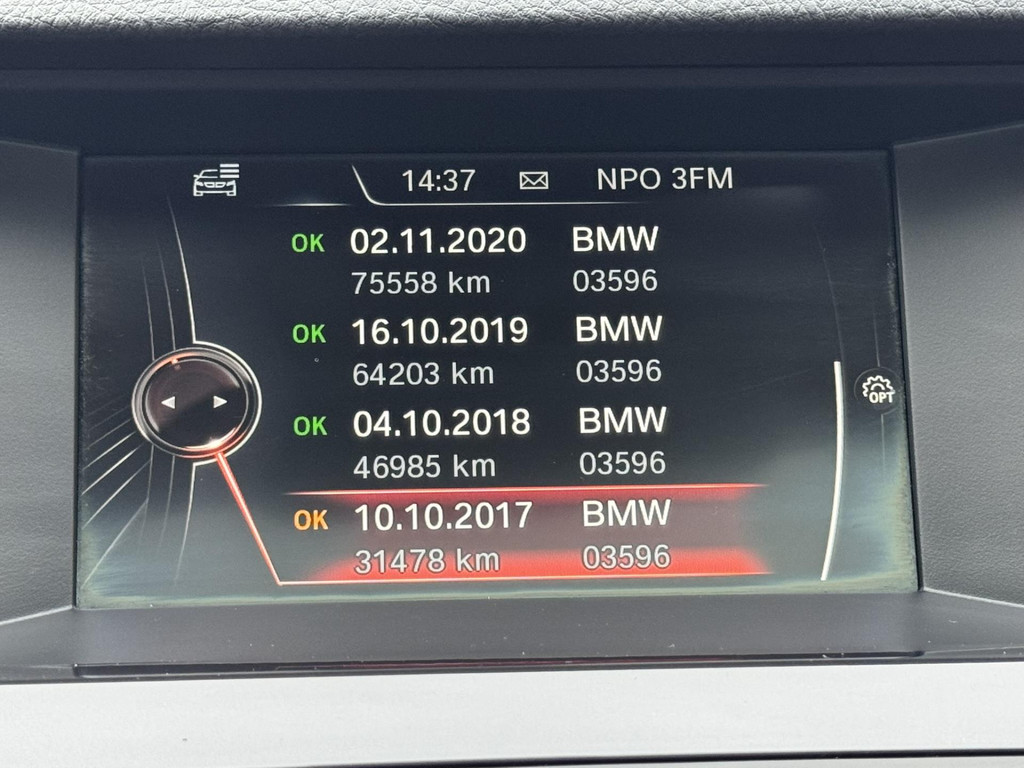 14:37 NPO 3FM
OK 02.11.2020 BMW
75558 km 03596
OK 16.10.2019 BMW
64203 km 03596
OK 04.10.2018 BMW
46985 km 03596
OK 10.10.2017 BMW
31478 km 03596
OPT